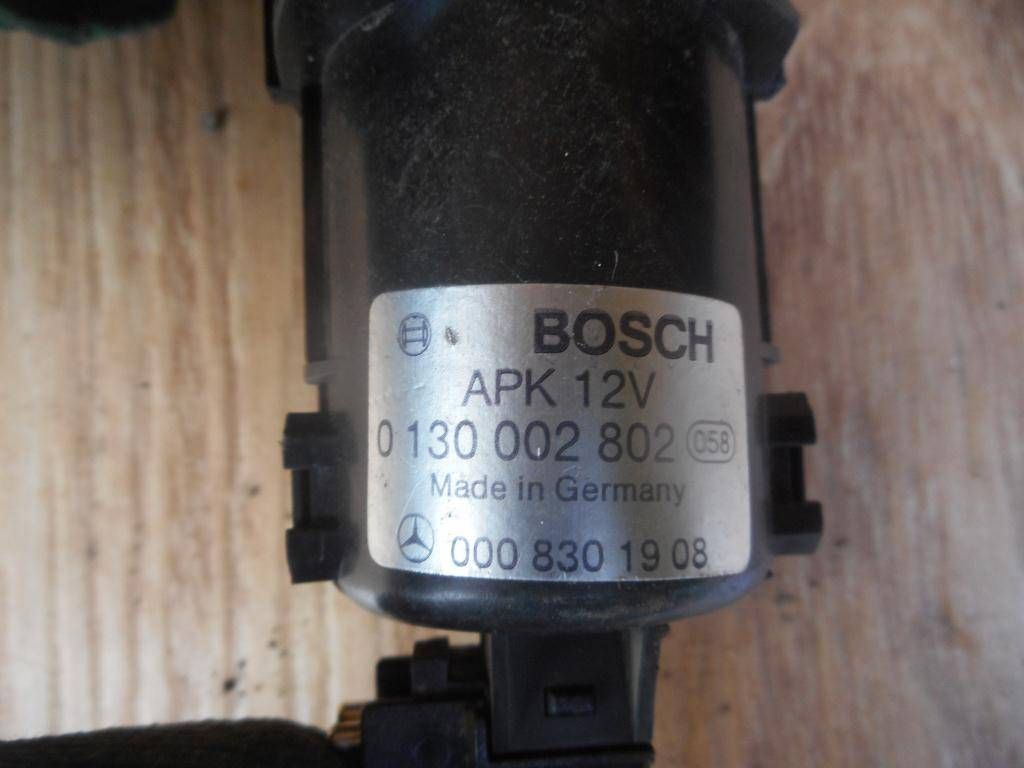 BOSCH
APK 12V
0 130 002 802 058
Made in Germany
000 830 19 08